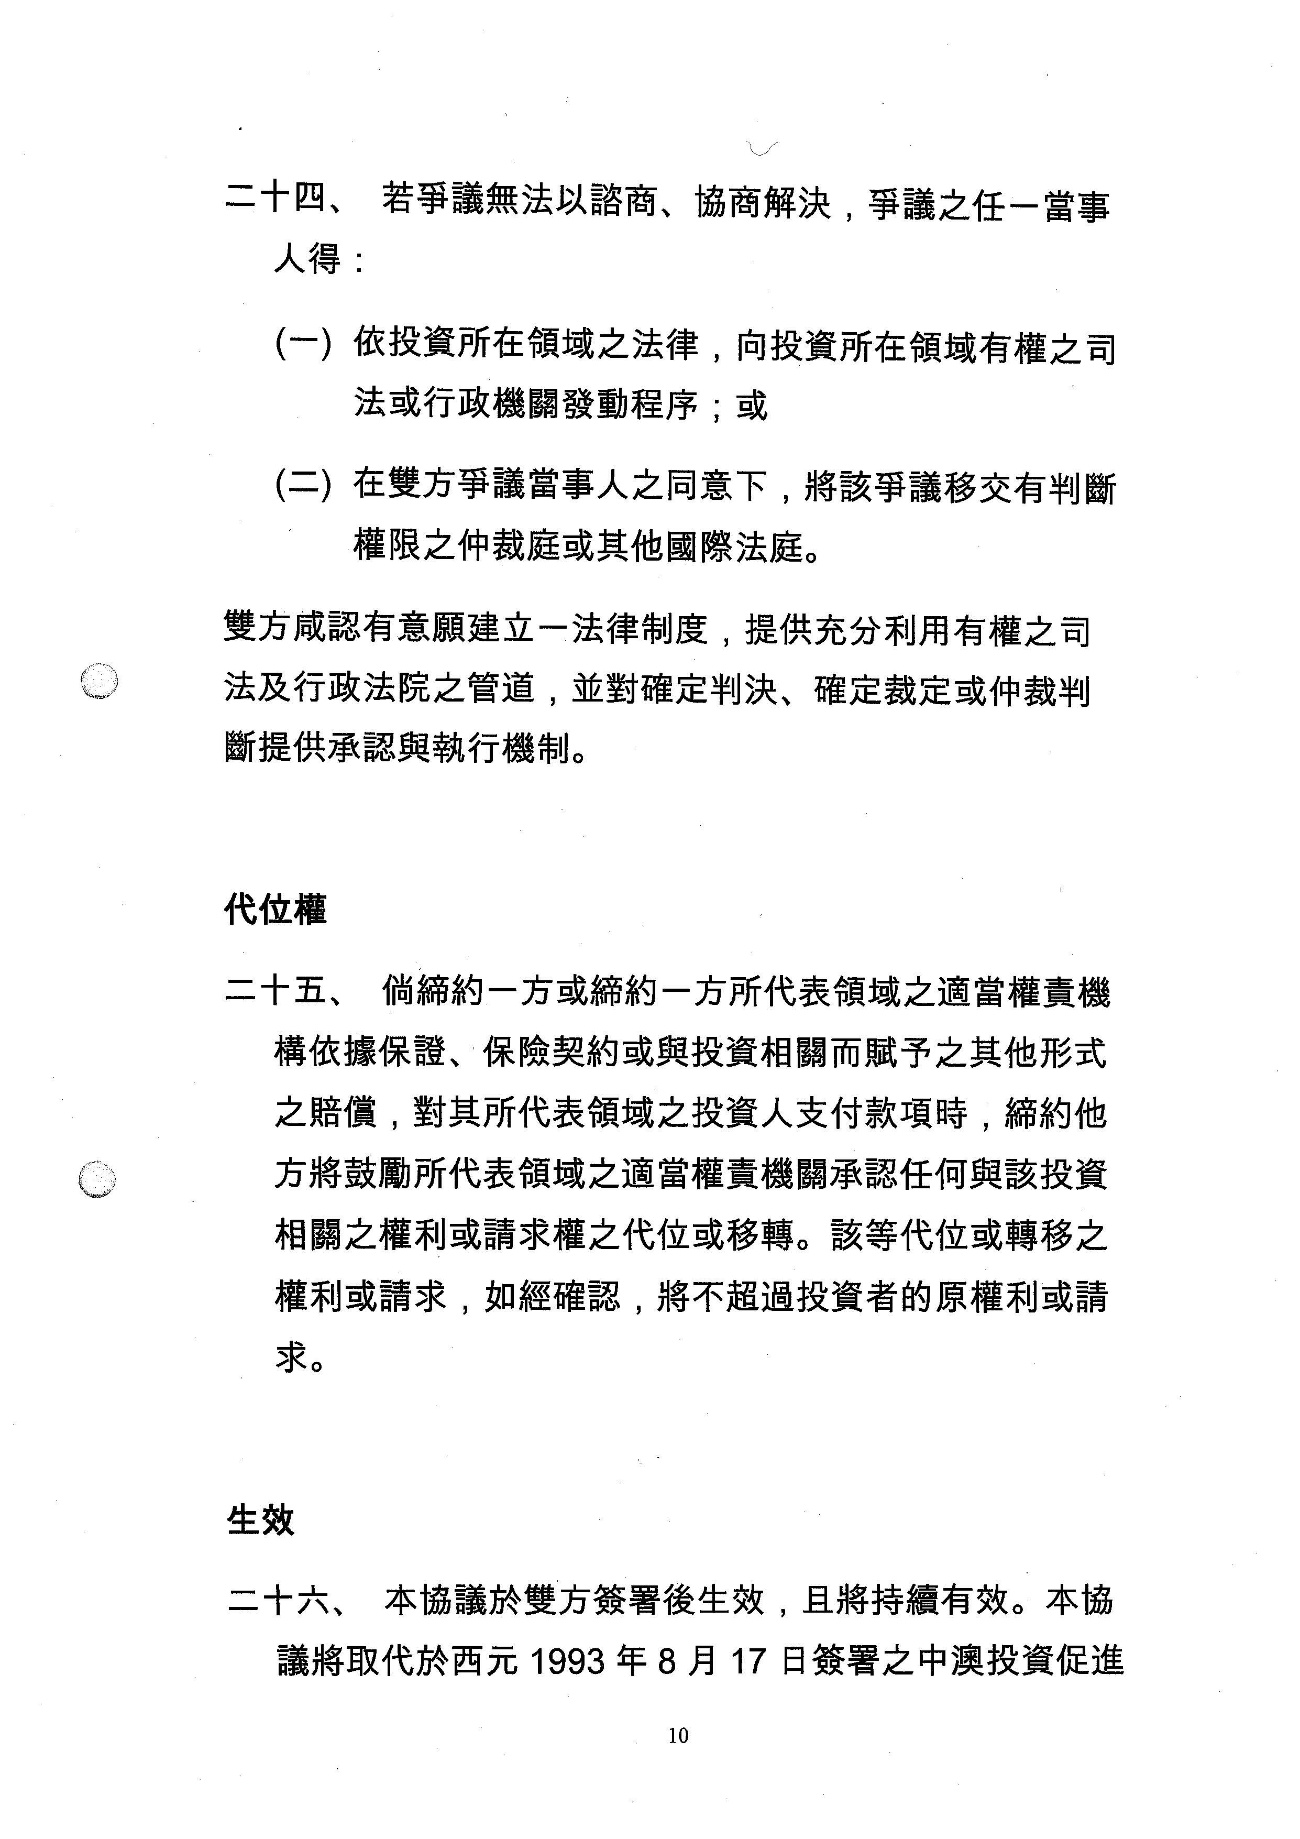 二十四、 若爭議無法以諮商、協商解決，爭議之任一當事
人得：
(一) 依投資所在領域之法律，向投資所在領域有權之司
法或行政機關發動程序；或
(二) 在雙方爭議當事人之同意下，將該爭議移交有判斷
權限之仲裁庭或其他國際法庭。
雙方咸認有意願建立一法律制度，提供充分利用有權之司
法及行政法院之管道，並對確定判決、確定裁定或仲裁判
斷提供承認與執行機制。
代位權
二十五、 倘締約一方或締約一方所代表領域之適當權責機
構依據保證、保險契約或與投資相關而賦予之其他形式
之賠償，對其所代表領域之投資人支付款項時，締約他
方將鼓勵所代表領域之適當權責機關承認任何與該投資
相關之權利或請求權之代位或移轉。該等代位或轉移之
權利或請求，如經確認，將不超過投資者的原權利或請
求。
生效
二十六、 本協議於雙方簽署後生效，且將持續有效。本協
議將取代於西元 1993 年 8 月 17 日簽署之中澳投資促進
10